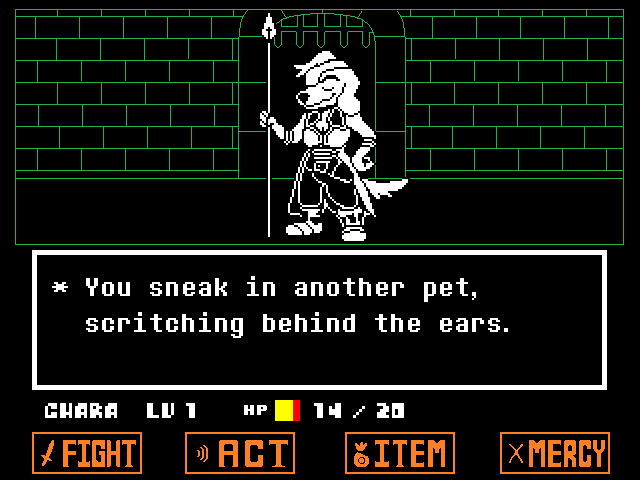 * You sneak in another pet,
scritching behind the ears.
CHARA LV 1 HP 14 / 20
FIGHT ACT ITEM MERCY